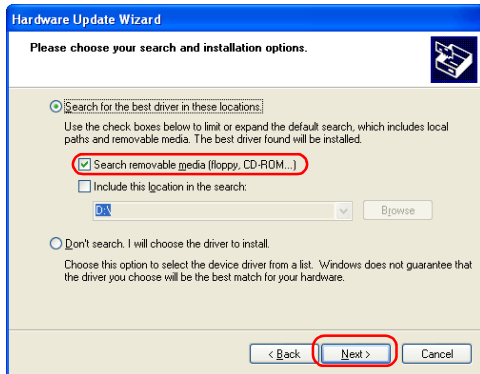 Hardware Update Wizard
Please choose your search and installation options.
Search for the best driver in these locations.
Use the check boxes below to limit or expand the default search, which includes local
paths and removable media. The best driver found will be installed.
Search removable media (floppy, CD-ROM...)
Include this location in the search:
D:\
Browse
Don't search. I will choose the driver to install.
Choose this option to select the device driver from a list. Windows does not guarantee that
the driver you choose will be the best match for your hardware.
< Back
Next >
Cancel